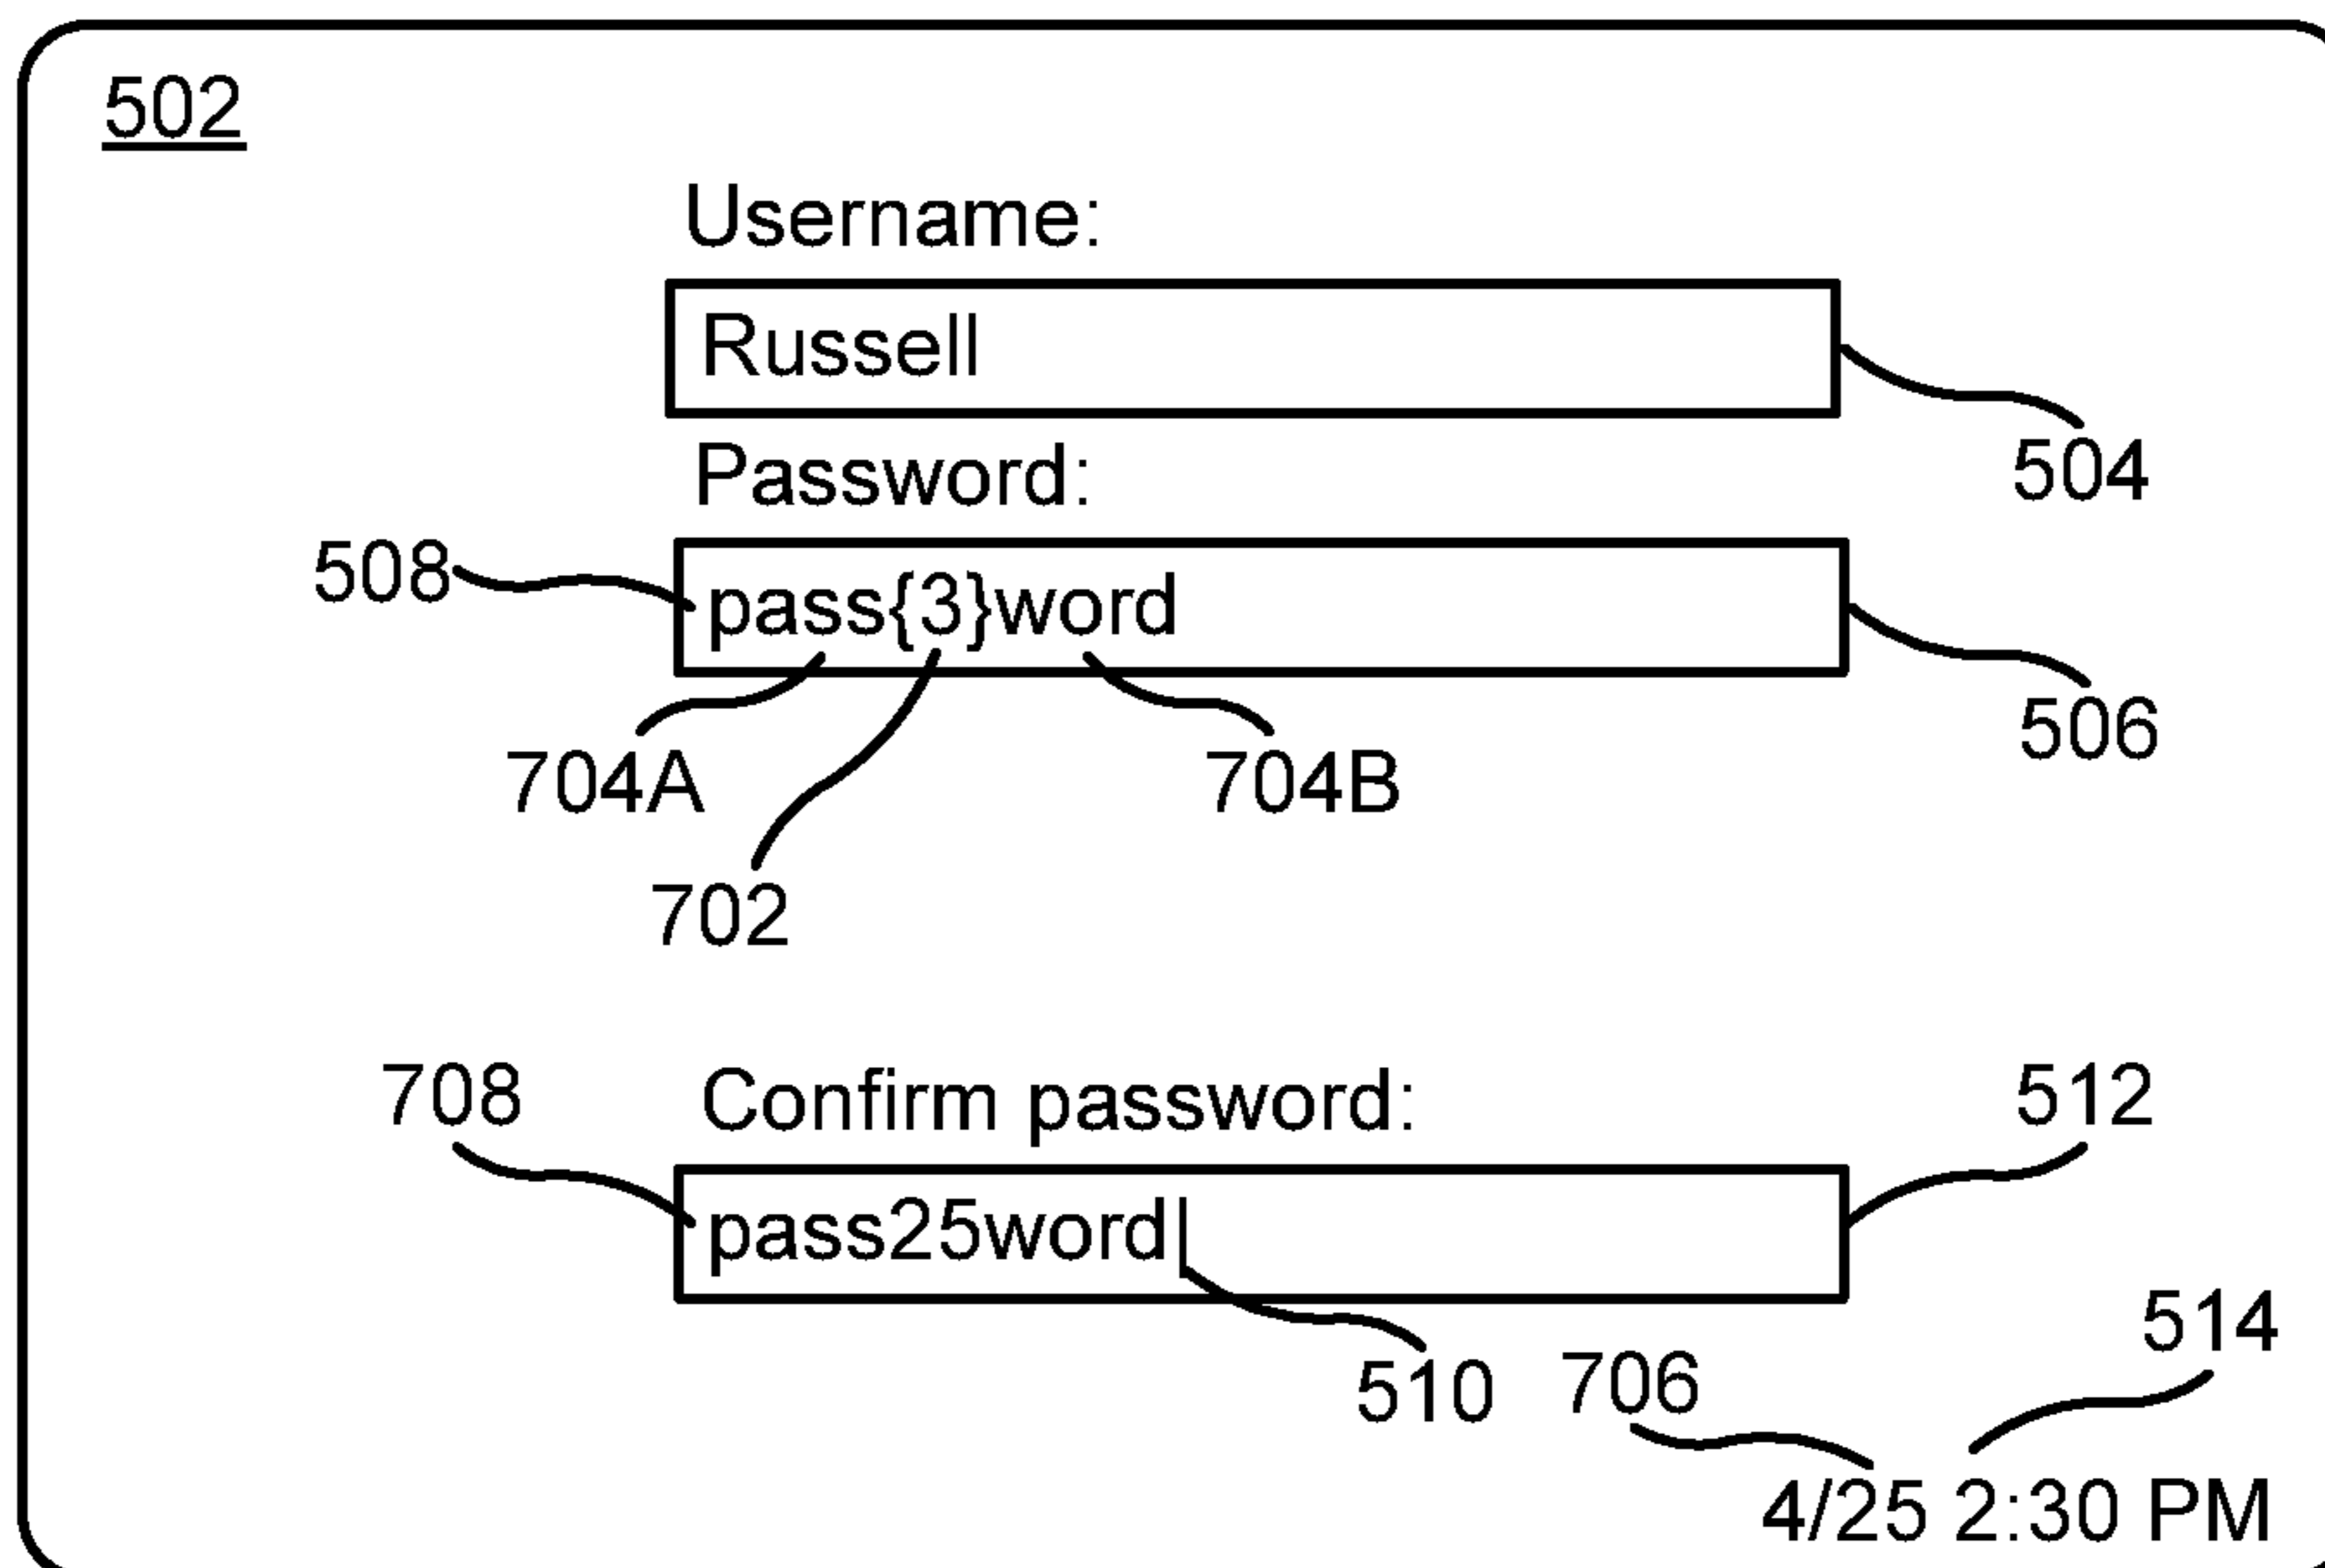 502
Username:
Russell
504
Password:
508
pass{3}word
506
704A
704B
702
708
Confirm password:
512
pass25word
514
510
706
4/25 2:30 PM